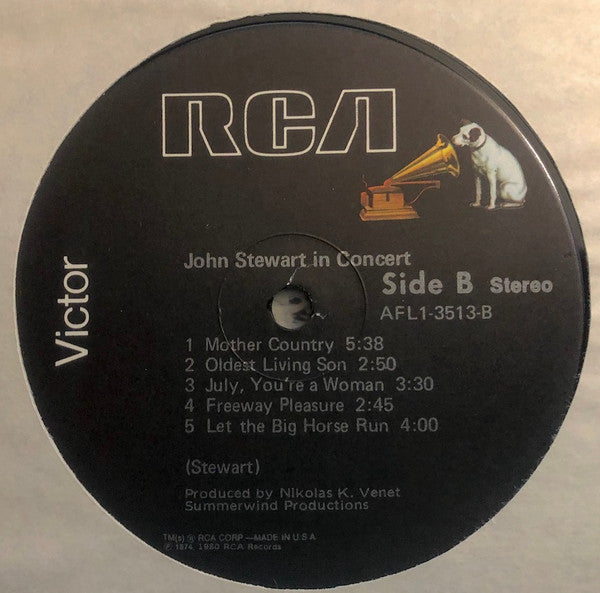 RCA
Victor
John Stewart in Concert
Side B Stereo
AFL1-3513-B
1 Mother Country 5:38
2 Oldest Living Son 2:50
3 July, You're a Woman 3:30
4 Freeway Pleasure 2:45
5 Let the Big Horse Run 4:00
(Stewart)
Produced by Nikolas K. Venet
Summerwind Productions
TM(s) ® RCA CORP.—MADE IN U.S.A.
℗ 1974, 1980 RCA Records